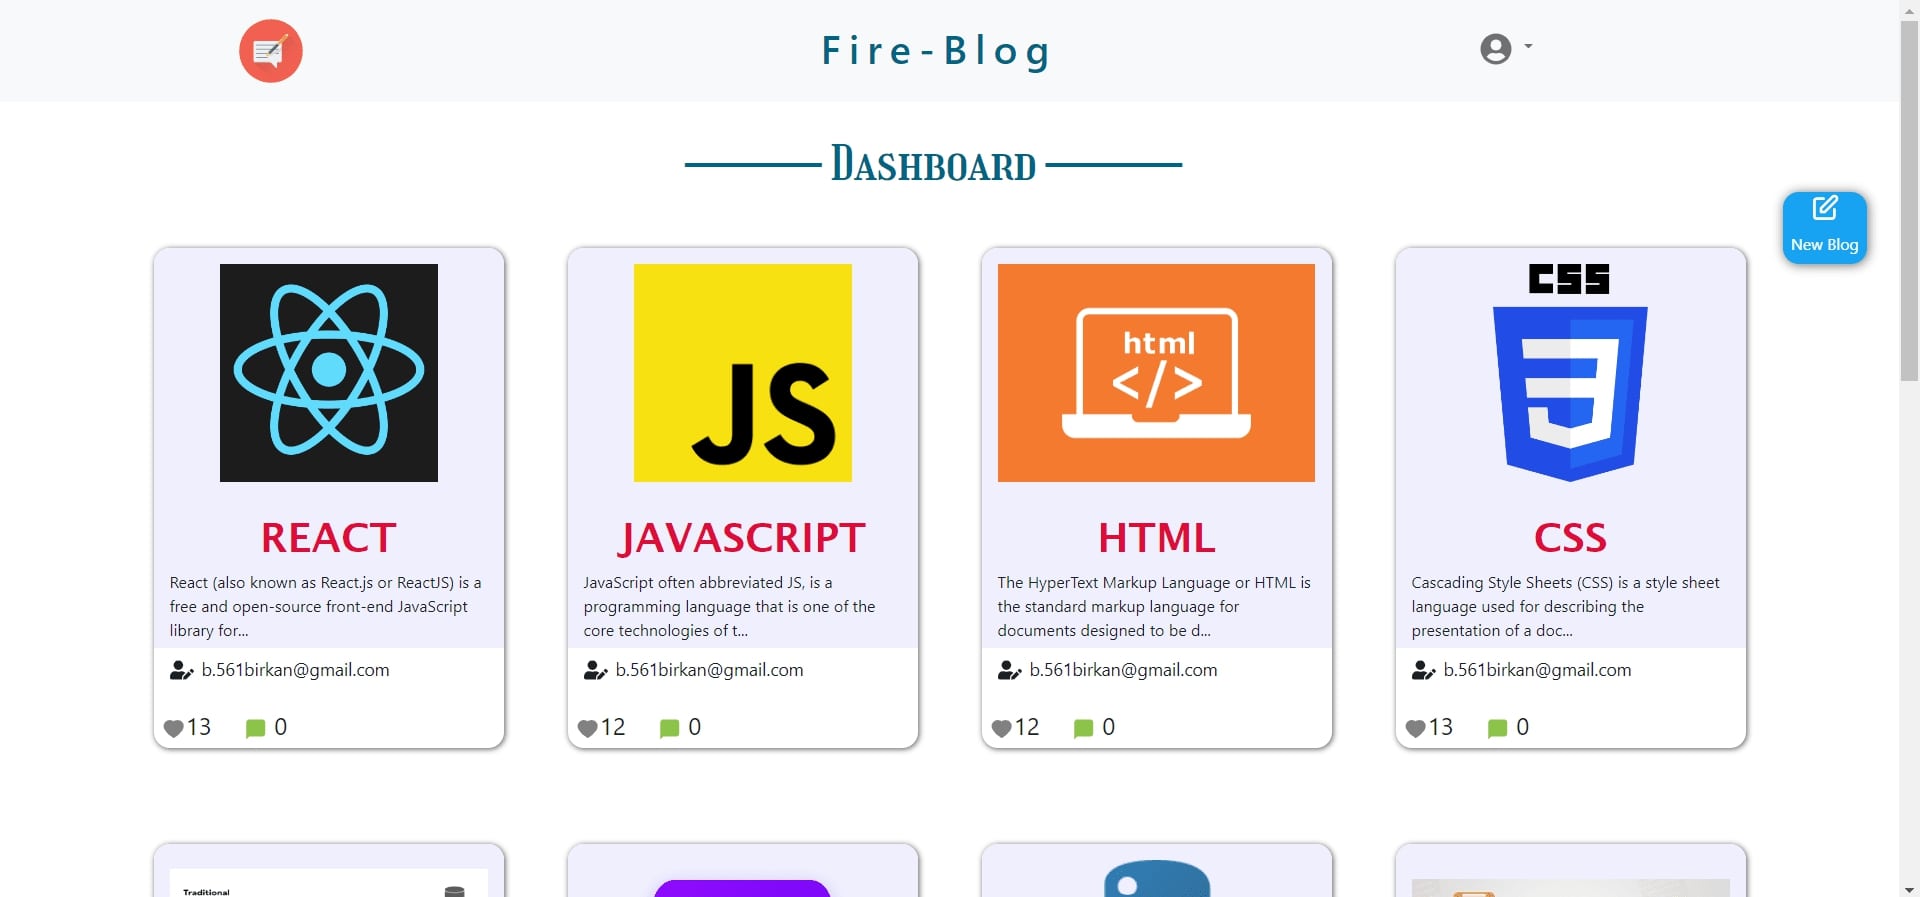 Fire-Blog
Dashboard
New Blog
JS
html
</>
CSS
REACT
React (also known as React.js or ReactJS) is a
free and open-source front-end JavaScript
library for...
b.561birkan@gmail.com
13 0
JAVASCRIPT
JavaScript often abbreviated JS, is a
programming language that is one of the
core technologies of t...
b.561birkan@gmail.com
12 0
HTML
The HyperText Markup Language or HTML is
the standard markup language for
documents designed to be d...
b.561birkan@gmail.com
12 0
CSS
Cascading Style Sheets (CSS) is a style sheet
language used for describing the
presentation of a doc...
b.561birkan@gmail.com
13 0
Traditional